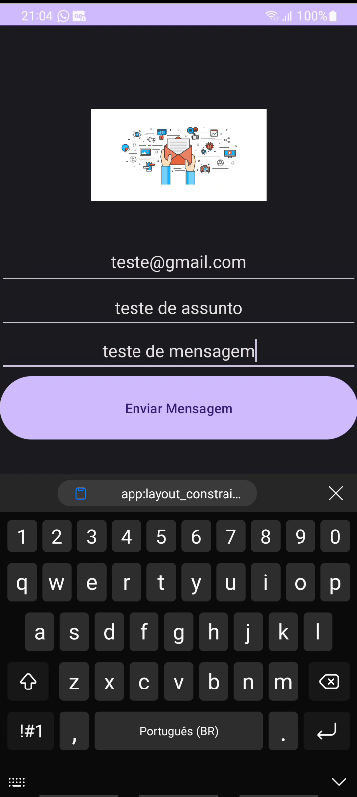 21:04 100%
teste@gmail.com
teste de assunto
teste de mensagem
Enviar Mensagem
app:layout_constrai...
1 2 3 4 5 6 7 8 9 0
q w e r t y u i o p
a s d f g h j k l
z x c v b n m
!#1 , Português (BR) .